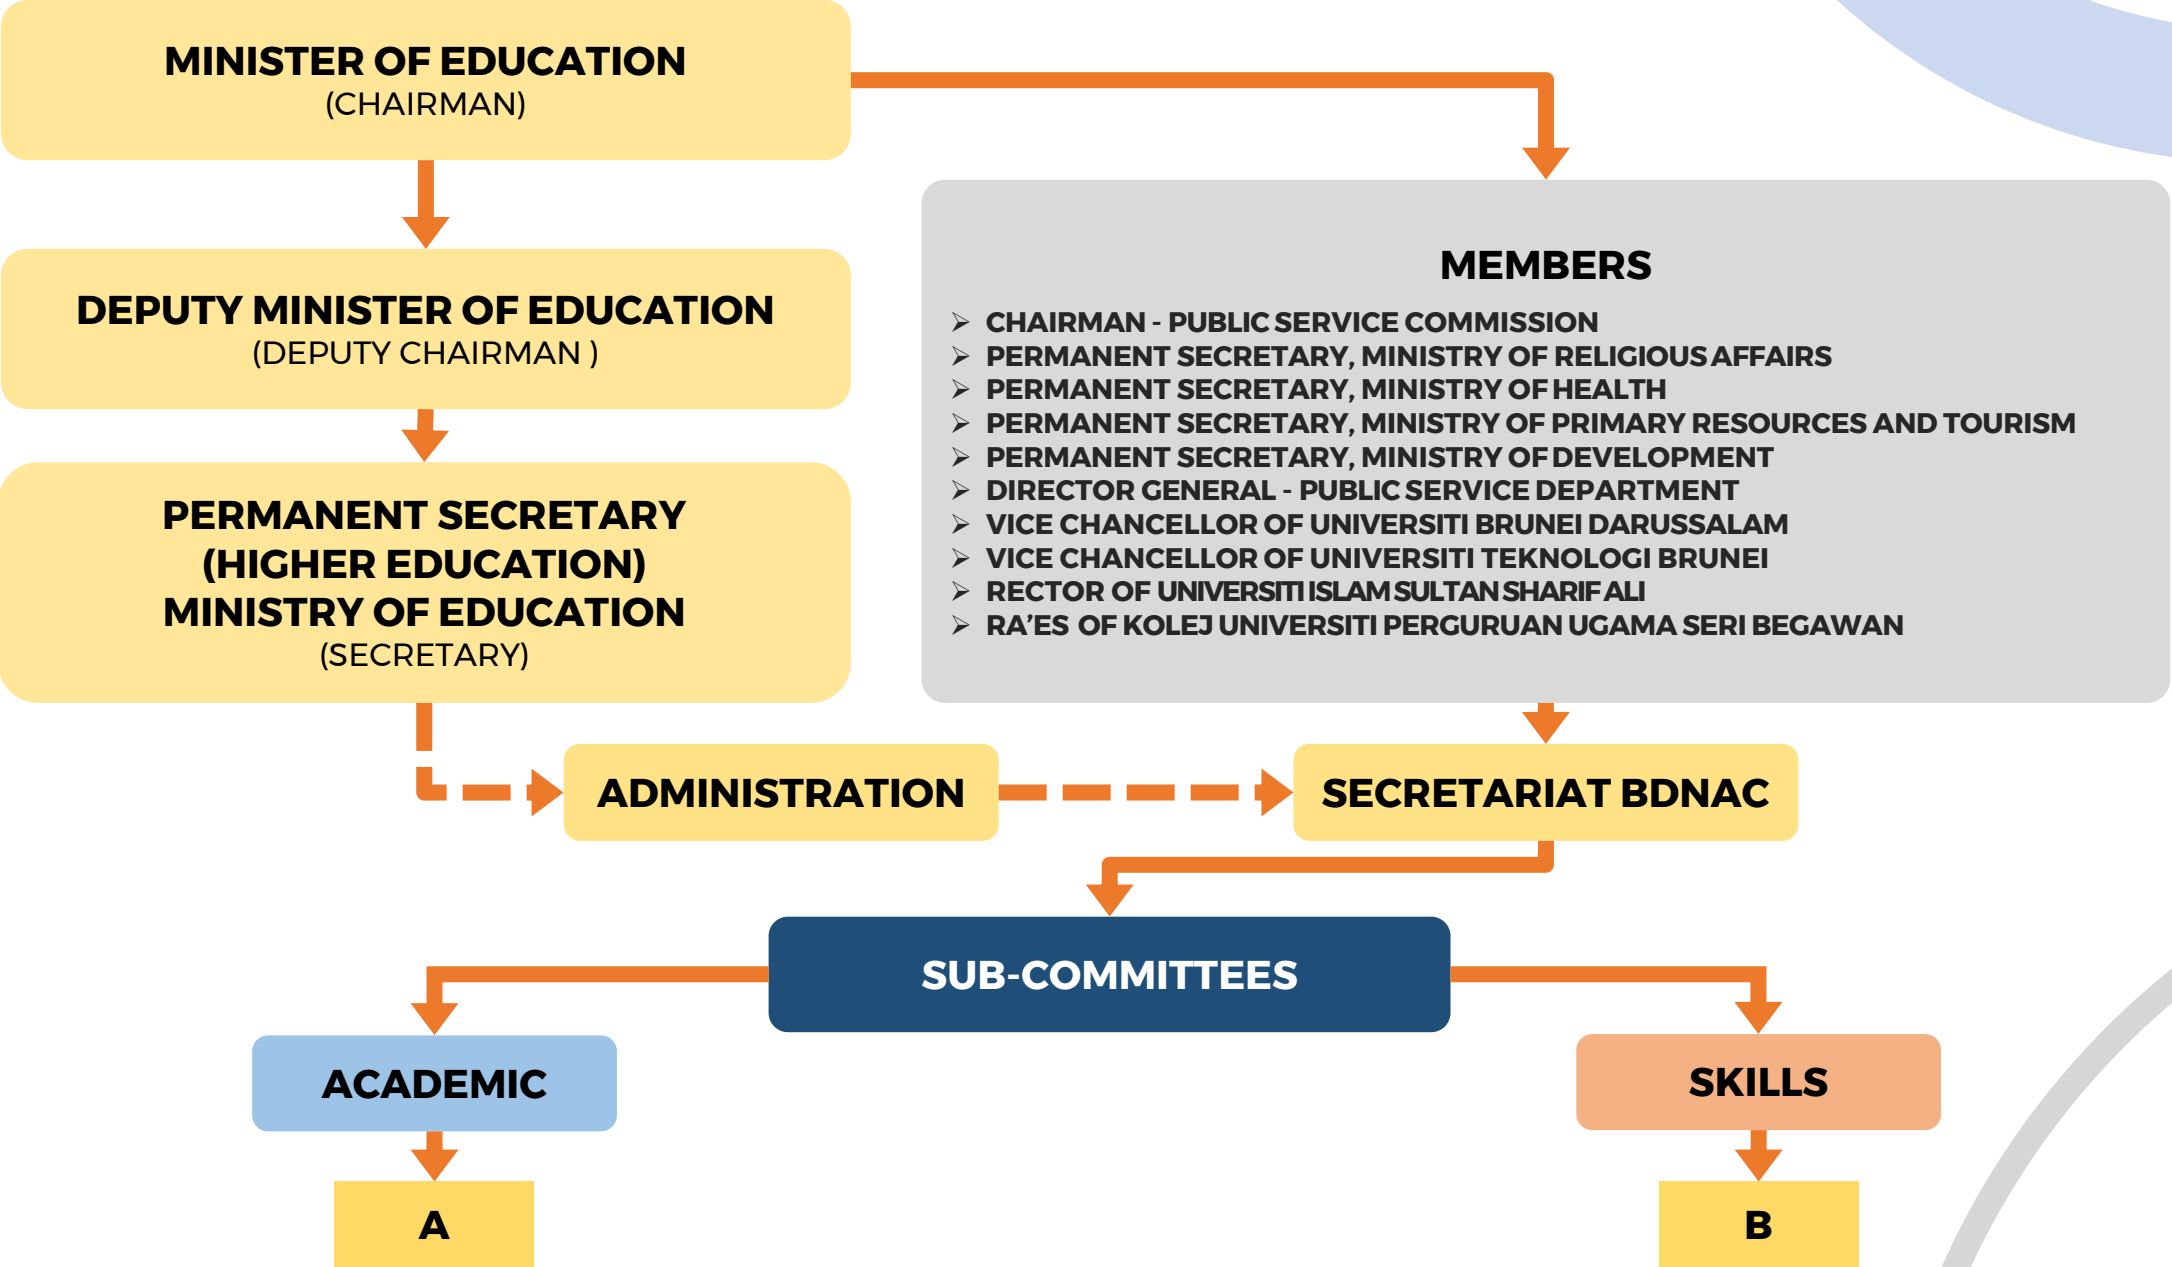 MINISTER OF EDUCATION
(CHAIRMAN)
DEPUTY MINISTER OF EDUCATION
(DEPUTY CHAIRMAN )
PERMANENT SECRETARY
(HIGHER EDUCATION)
MINISTRY OF EDUCATION
(SECRETARY)
MEMBERS
➢ CHAIRMAN - PUBLIC SERVICE COMMISSION
➢ PERMANENT SECRETARY, MINISTRY OF RELIGIOUS AFFAIRS
➢ PERMANENT SECRETARY, MINISTRY OF HEALTH
➢ PERMANENT SECRETARY, MINISTRY OF PRIMARY RESOURCES AND TOURISM
➢ PERMANENT SECRETARY, MINISTRY OF DEVELOPMENT
➢ DIRECTOR GENERAL - PUBLIC SERVICE DEPARTMENT
➢ VICE CHANCELLOR OF UNIVERSITI BRUNEI DARUSSALAM
➢ VICE CHANCELLOR OF UNIVERSITI TEKNOLOGI BRUNEI
➢ RECTOR OF UNIVERSITI ISLAM SULTAN SHARIF ALI
➢ RA’ES OF KOLEJ UNIVERSITI PERGURUAN UGAMA SERI BEGAWAN
ADMINISTRATION
SECRETARIAT BDNAC
SUB-COMMITTEES
ACADEMIC
SKILLS
A
B